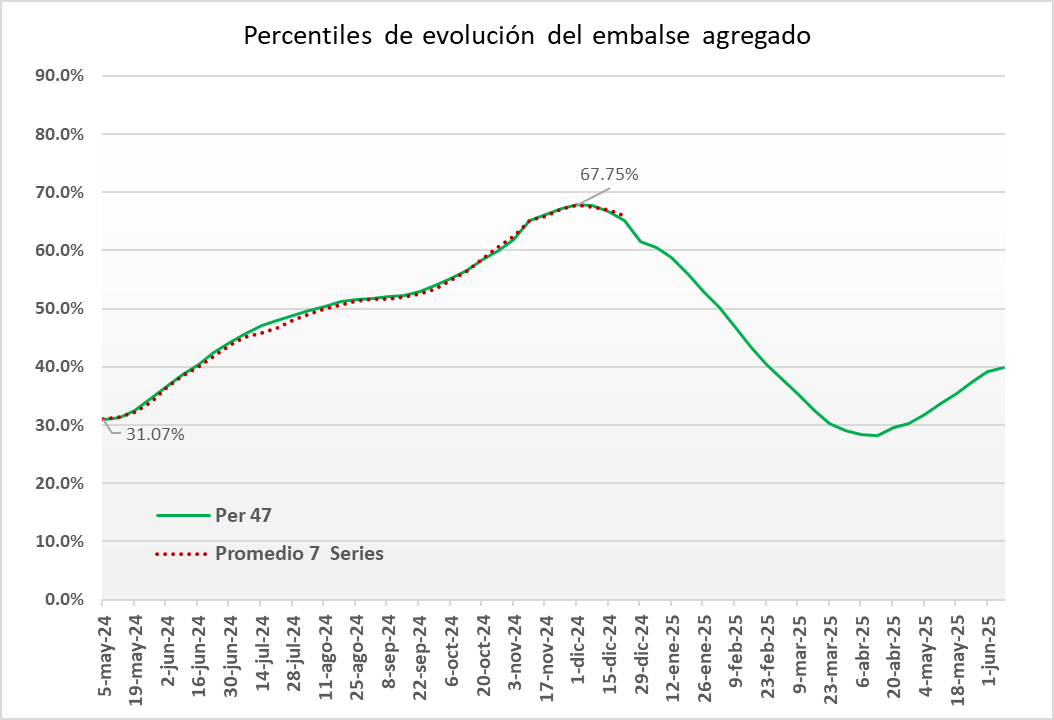 Percentiles de evolución del embalse agregado
90.0%
80.0%
70.0%
60.0%
50.0%
40.0%
30.0%
20.0%
10.0%
0.0%
67.75%
31.07%
Per 47
Promedio 7 Series
5-may-24
19-may-24
2-jun-24
16-jun-24
30-jun-24
14-jul-24
28-jul-24
11-ago-24
25-ago-24
8-sep-24
22-sep-24
6-oct-24
20-oct-24
3-nov-24
17-nov-24
1-dic-24
15-dic-24
29-dic-24
12-ene-25
26-ene-25
9-feb-25
23-feb-25
9-mar-25
23-mar-25
6-abr-25
20-abr-25
4-may-25
18-may-25
1-jun-25